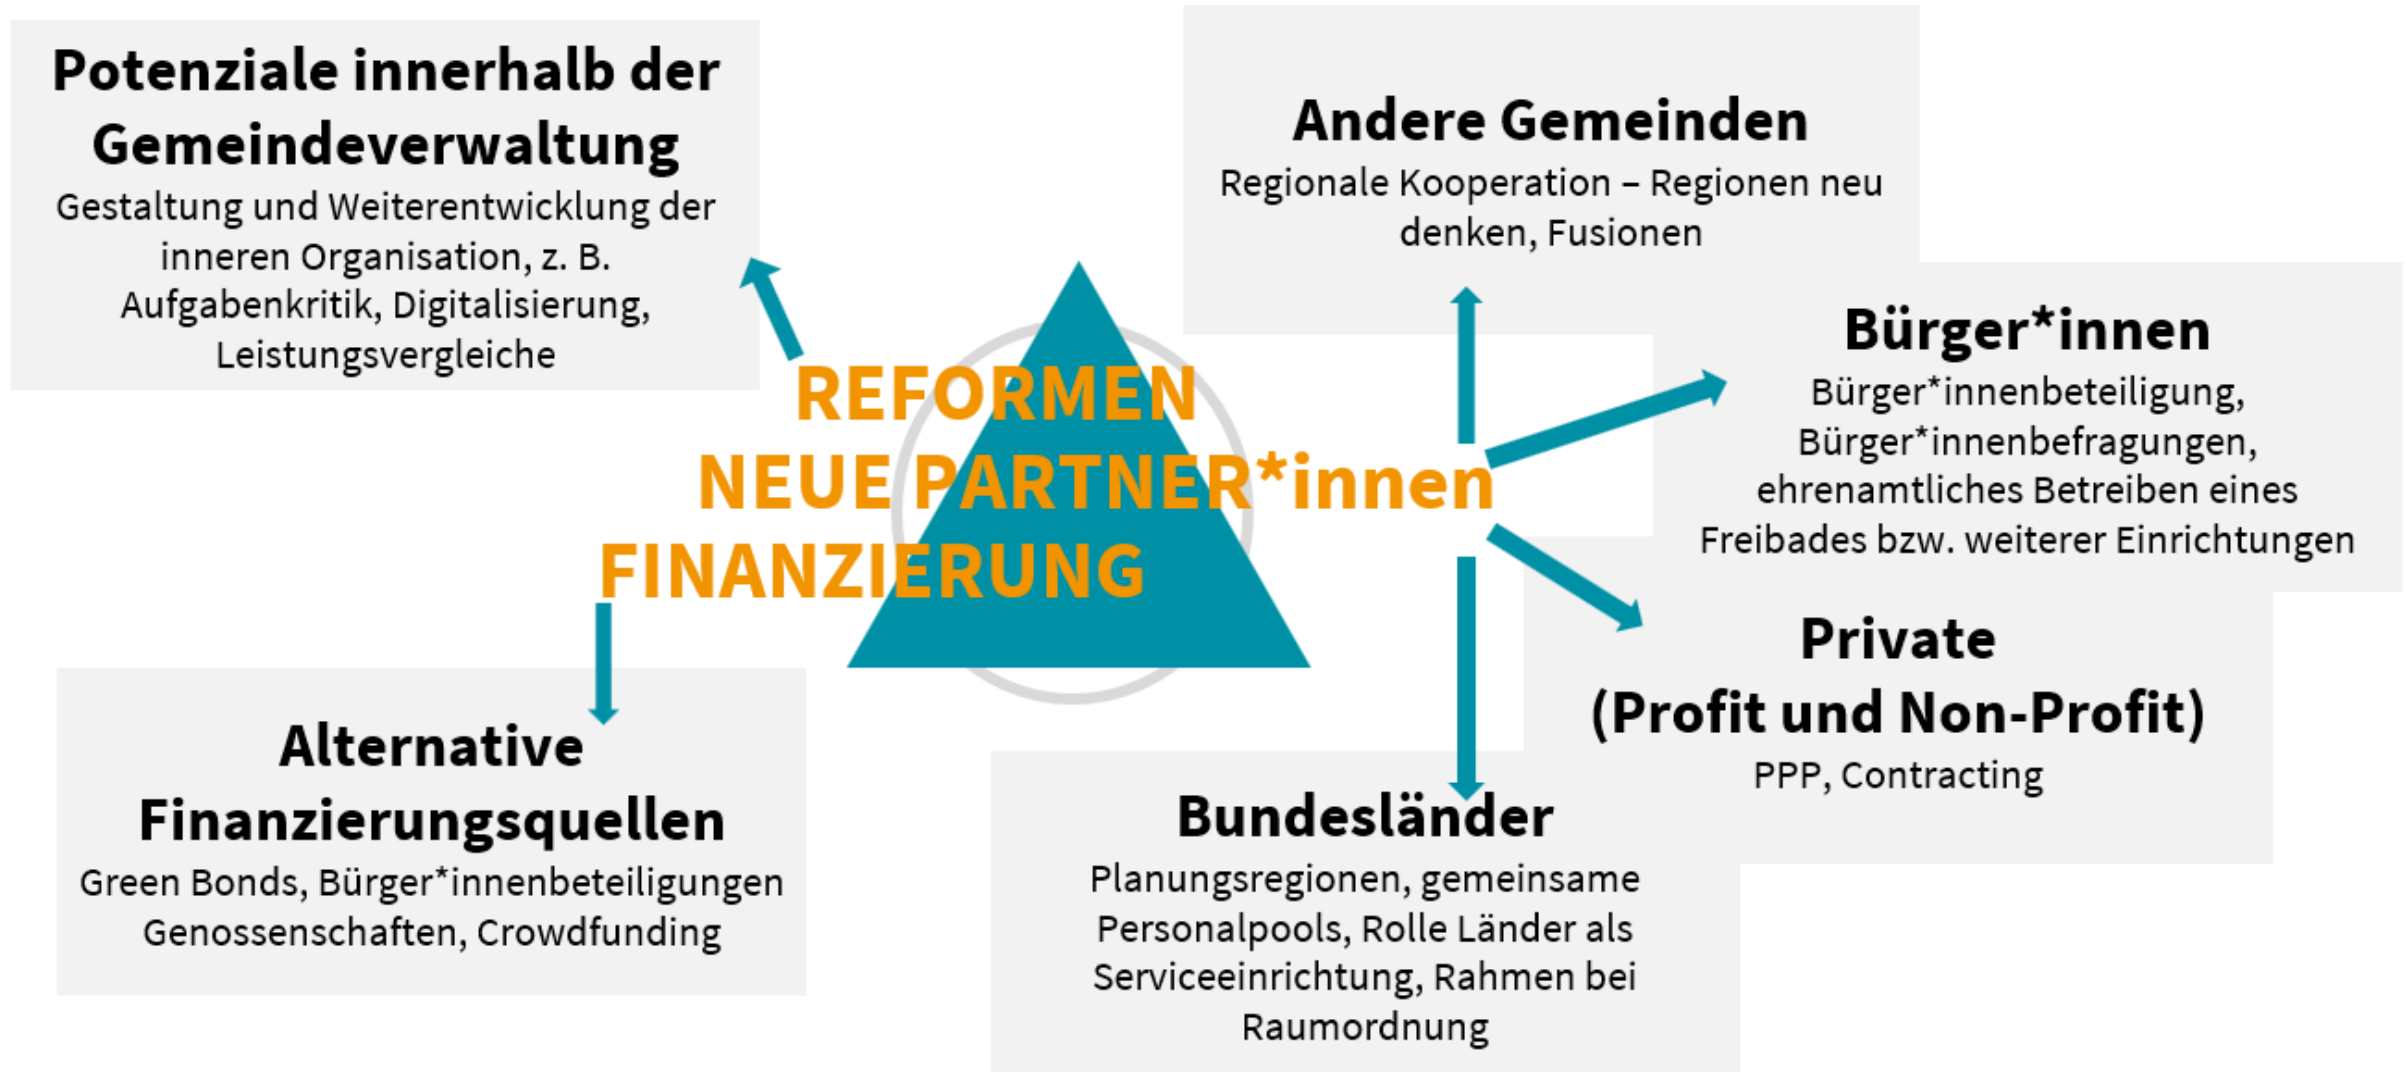 Potenziale innerhalb der
Gemeindeverwaltung
Gestaltung und Weiterentwicklung der
inneren Organisation, z. B.
Aufgabenkritik, Digitalisierung,
Leistungsvergleiche
Andere Gemeinden
Regionale Kooperation – Regionen neu
denken, Fusionen
Bürger*innen
Bürger*innenbeteiligung,
Bürger*innenbefragungen,
ehrenamtliches Betreiben eines
Freibades bzw. weiterer Einrichtungen
REFORMEN
NEUE PARTNER*innen
FINANZIERUNG
Private
(Profit und Non-Profit)
PPP, Contracting
Alternative
Finanzierungsquellen
Green Bonds, Bürger*innenbeteiligungen
Genossenschaften, Crowdfunding
Bundesländer
Planungsregionen, gemeinsame
Personalpools, Rolle Länder als
Serviceeinrichtung, Rahmen bei
Raumordnung